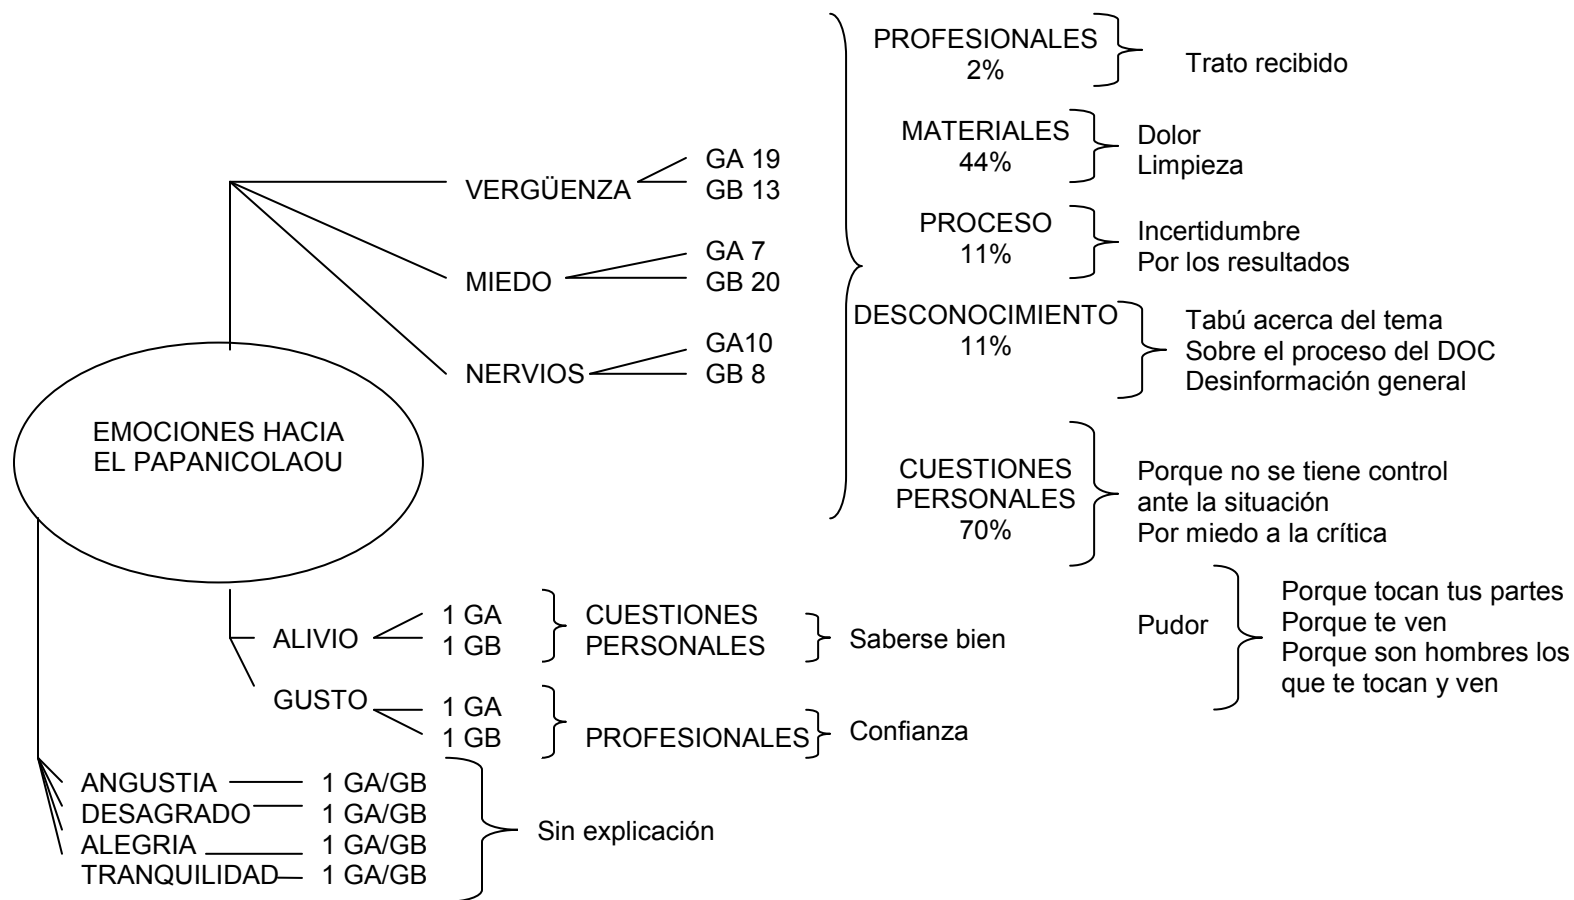 PROFESIONALES
2%
Trato recibido
MATERIALES
44%
Dolor
Limpieza
VERGÜENZA
GA 19
GB 13
PROCESO
11%
Incertidumbre
Por los resultados
MIEDO
GA 7
GB 20
DESCONOCIMIENTO
11%
Tabú acerca del tema
Sobre el proceso del DOC
Desinformación general
NERVIOS
GA10
GB 8
EMOCIONES HACIA
EL PAPANICOLAOU
CUESTIONES
PERSONALES
70%
Porque no se tiene control
ante la situación
Por miedo a la crítica
Pudor
Porque tocan tus partes
Porque te ven
Porque son hombres los
que te tocan y ven
ALIVIO
1 GA
1 GB
CUESTIONES
PERSONALES
Saberse bien
GUSTO
1 GA
1 GB
PROFESIONALES
Confianza
ANGUSTIA 1 GA/GB
DESAGRADO 1 GA/GB
ALEGRIA 1 GA/GB
TRANQUILIDAD 1 GA/GB
Sin explicación